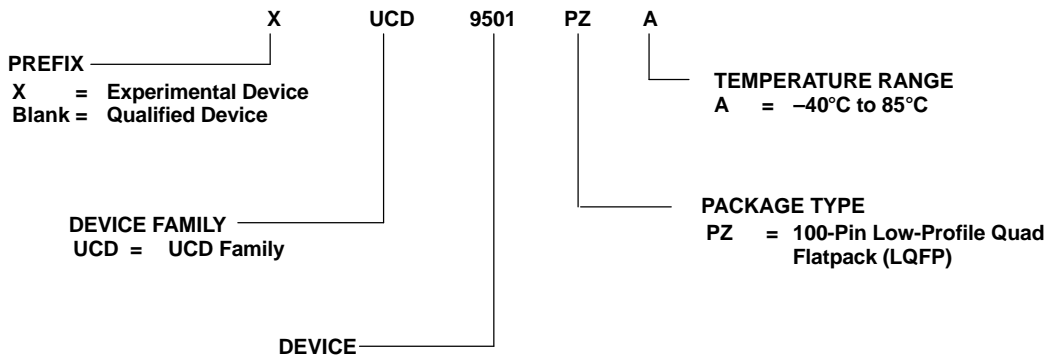 X UCD 9501 PZ A
PREFIX
X = Experimental Device
Blank = Qualified Device
TEMPERATURE RANGE
A = −40°C to 85°C
DEVICE FAMILY
UCD = UCD Family
PACKAGE TYPE
PZ = 100-Pin Low-Profile Quad
Flatpack (LQFP)
DEVICE